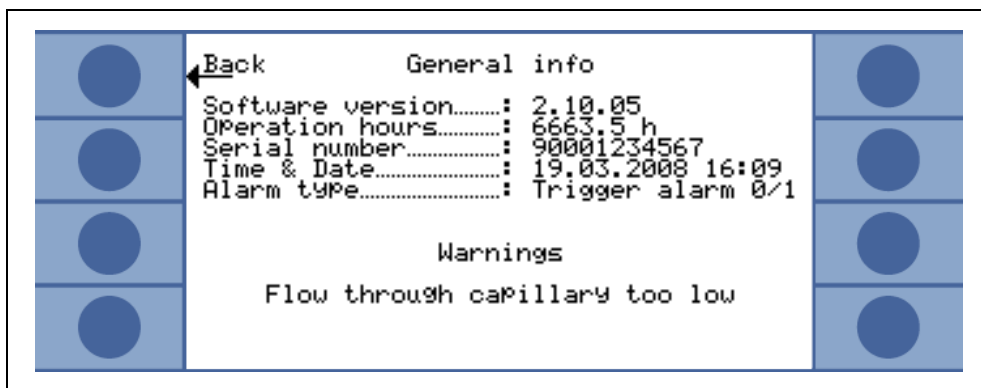 Back General info
Software version........: 2.10.05
Operation hours..........: 6663.5 h
Serial number...............: 90001234567
Time & Date....................: 19.03.2008 16:09
Alarm type.......................: Trigger alarm 0/1
Warnings
Flow through capillary too low